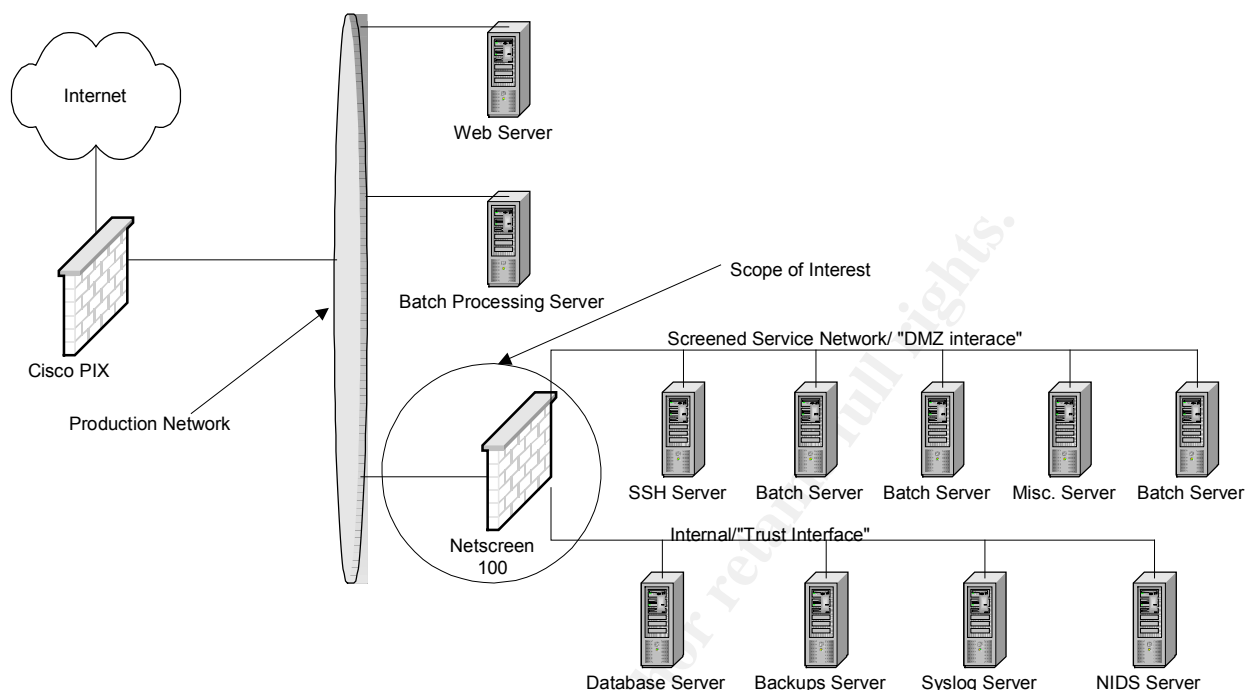 Internet
Web Server
Batch Processing Server
Cisco PIX
Production Network
Scope of Interest
Netscreen
100
Screened Service Network/ "DMZ interace"
SSH Server
Batch Server
Batch Server
Misc. Server
Batch Server
Internal/"Trust Interface"
Database Server
Backups Server
Syslog Server
NIDS Server
full rights.